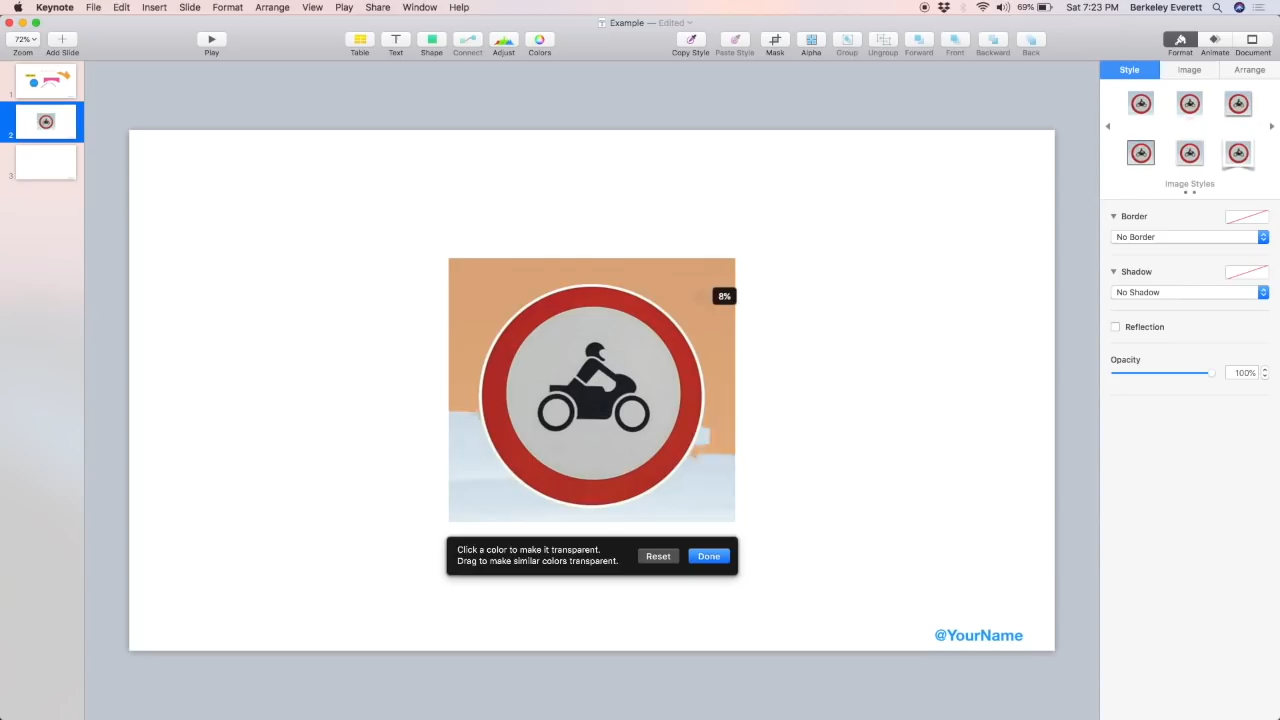 Keynote File Edit Insert Slide Format Arrange View Play Share Window Help
69% Sat 7:23 PM Berkeley Everett
Example — Edited
72%
Zoom Add Slide Play Table Text Shape Connect Adjust Colors Copy Style Paste Style Mask Alpha Group Ungroup Forward Front Backward Back Format Animate Document
Style Image Arrange
1
2
3
Image Styles
Border
No Border
Shadow
No Shadow
Reflection
Opacity
100%
8%
Click a color to make it transparent.
Drag to make similar colors transparent.
Reset Done
@YourName